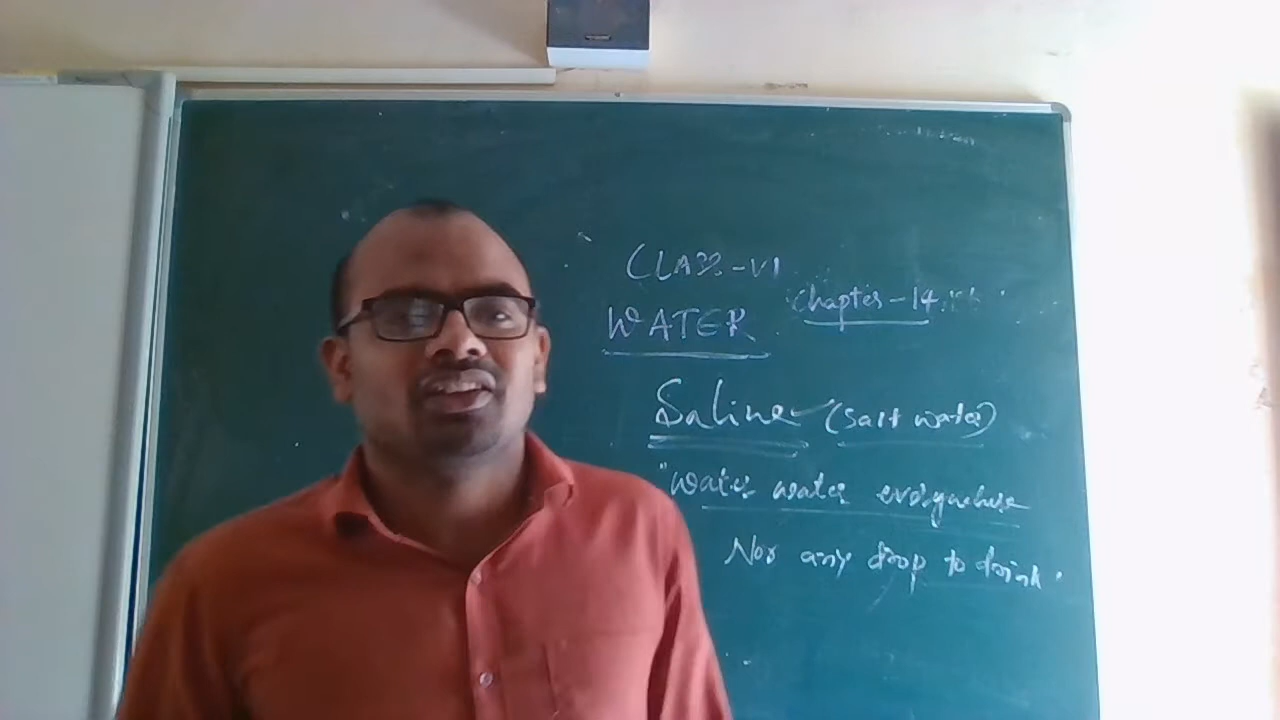 CLASS-VI
WATER
Chapter-14
Saline (Salt water)
"Water water everywhere
Nor any drop to drink.